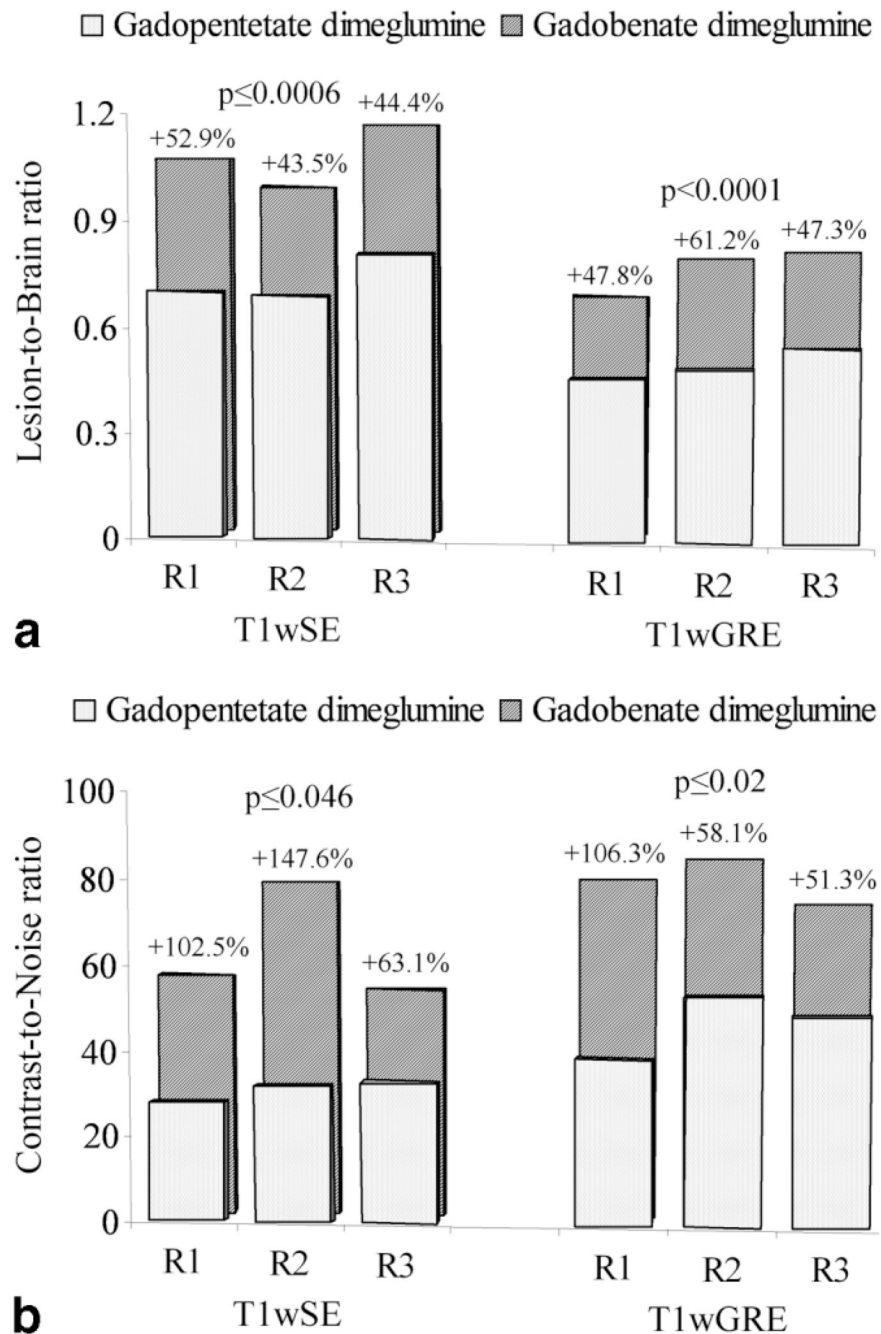 Gadopentetate dimeglumine Gadobenate dimeglumine
Lesion-to-Brain ratio
1.2
0.9
0.6
0.3
0
p≤0.0006
+52.9%
+43.5%
+44.4%
p<0.0001
+47.8%
+61.2%
+47.3%
R1 R2 R3 R1 R2 R3
T1wSE T1wGRE
a
Gadopentetate dimeglumine Gadobenate dimeglumine
Contrast-to-Noise ratio
100
80
60
40
20
0
p≤0.046
+102.5%
+147.6%
+63.1%
p≤0.02
+106.3%
+58.1%
+51.3%
R1 R2 R3 R1 R2 R3
T1wSE T1wGRE
b